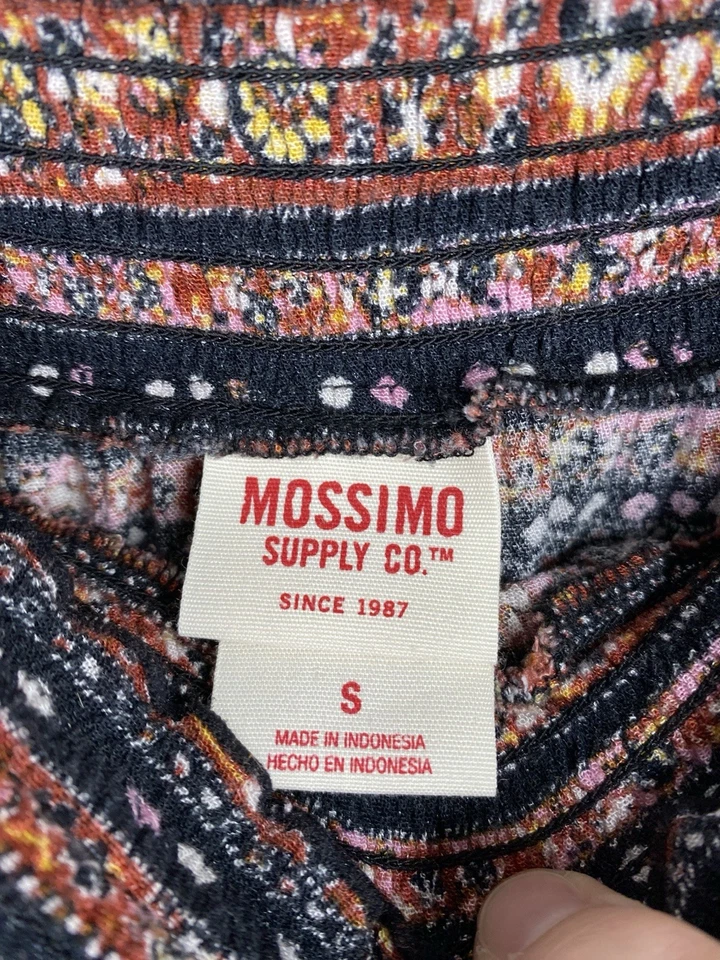 MOSSIMO
SUPPLY CO.™
SINCE 1987
S
MADE IN INDONESIA
HECHO EN INDONESIA